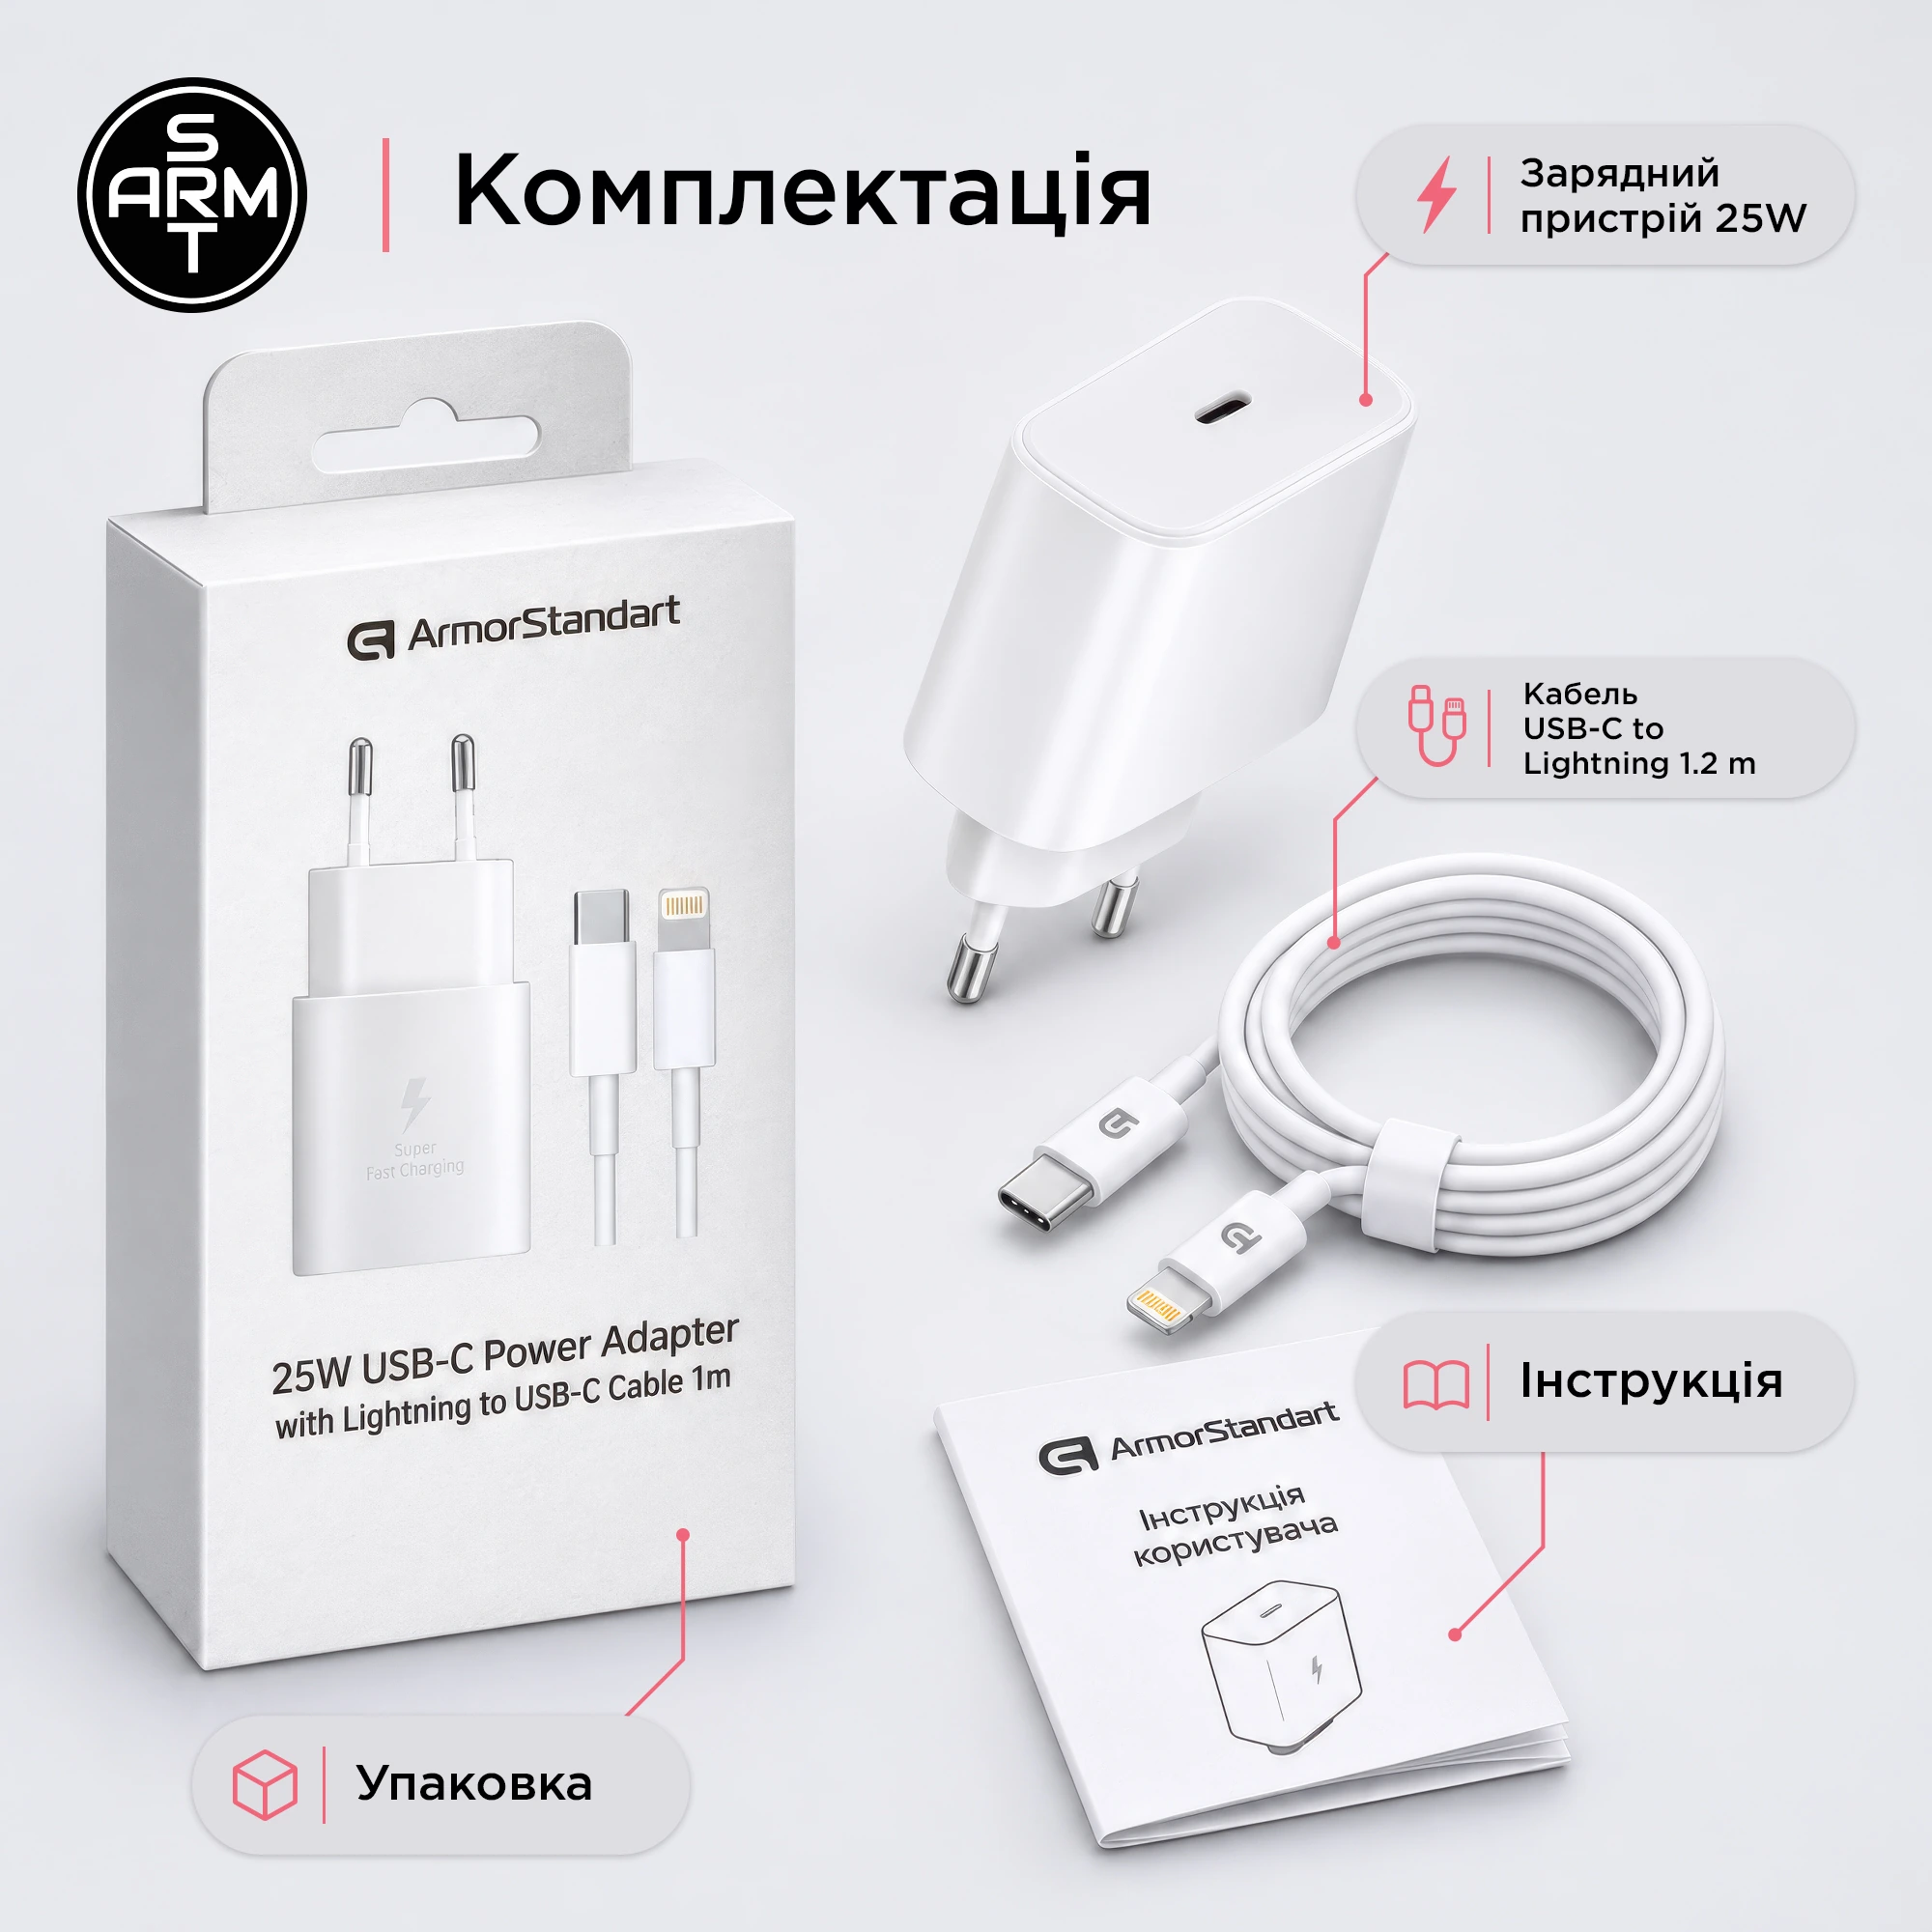 S
ARM
T
Комплектація
Зарядний
пристрій 25W
ArmorStandart
Super
Fast Charging
25W USB-C Power Adapter
with Lightning to USB-C Cable 1m
Кабель
USB-C to
Lightning 1.2 m
Інструкція
ArmorStandart
Інструкція
користувача
Упаковка